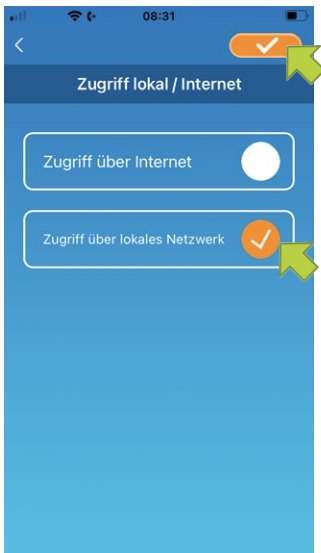 08:31
Zugriff lokal / Internet
Zugriff über Internet
Zugriff über lokales Netzwerk